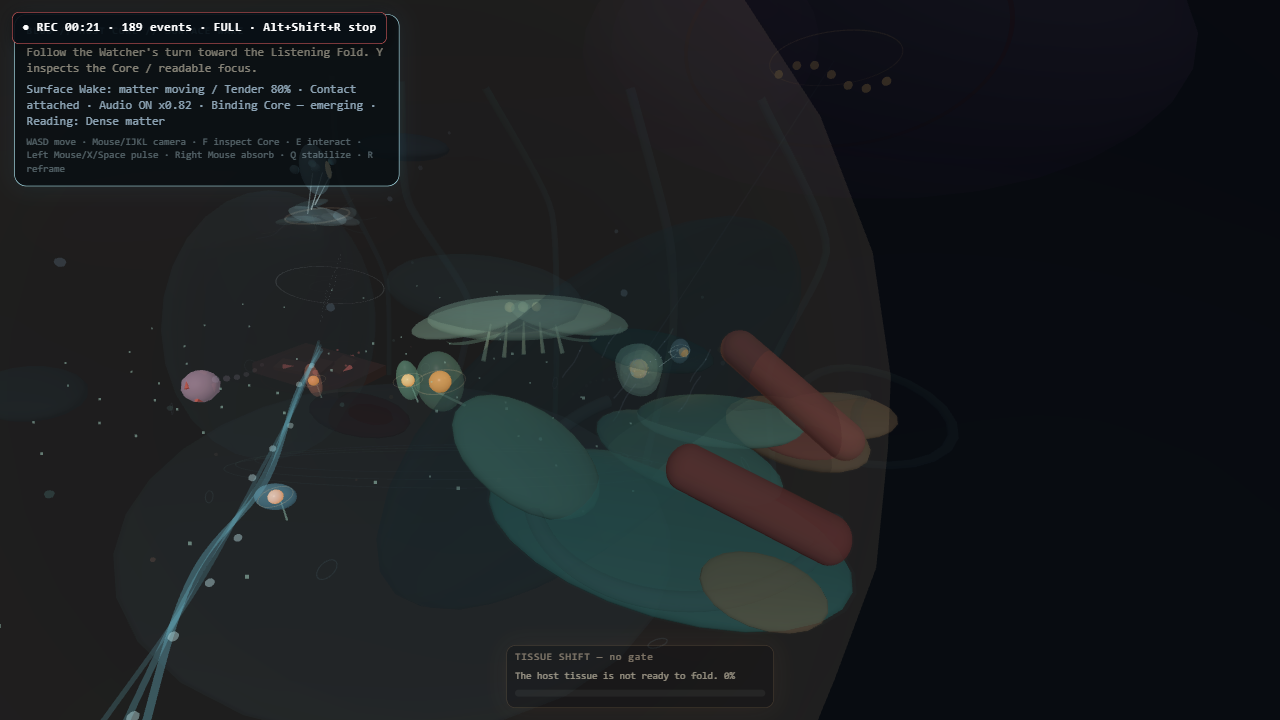 ● REC 00:21 · 189 events · FULL · Alt+Shift+R stop
Follow the Watcher's turn toward the Listening Fold. Y
inspects the Core / readable focus.
Surface Wake: matter moving / Tender 80% · Contact
attached · Audio ON x0.82 · Binding Core — emerging ·
Reading: Dense matter
WASD move · Mouse/IJKL camera · F inspect Core · E interact ·
Left Mouse/X/Space pulse · Right Mouse absorb · Q stabilize · R
reframe
TISSUE SHIFT — no gate
The host tissue is not ready to fold. 0%